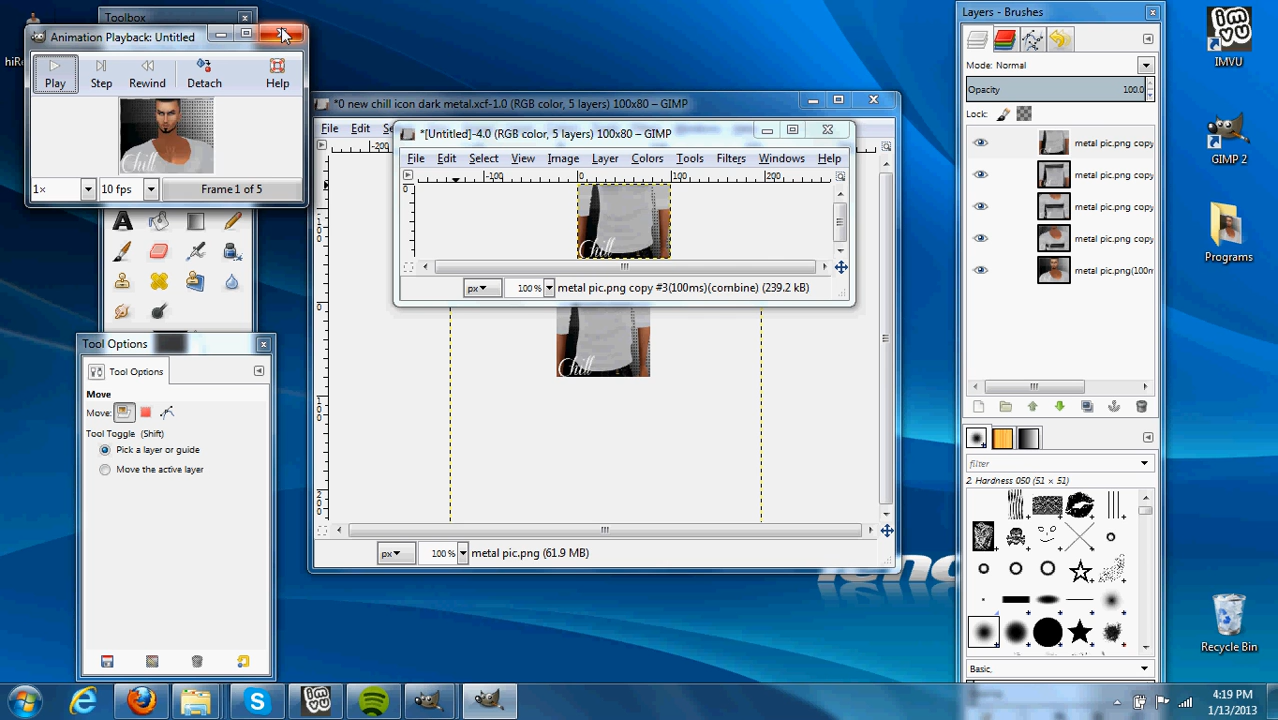 Toolbox
Animation Playback: Untitled
Play
Step
Rewind
Detach
Help
Chill
1×
10 fps
Frame 1 of 5
*0 new chill icon dark metal.xcf-1.0 (RGB color, 5 layers) 100x80 – GIMP
File Edit
-200
*[Untitled]-4.0 (RGB color, 5 layers) 100x80 – GIMP
File Edit Select View Image Layer Colors Tools Filters Windows Help
-100 0 100 200
0
Chill
px
100 %
metal pic.png copy #3(100ms)(combine) (239.2 kB)
Chill
px
100 %
metal pic.png (61.9 MB)
Tool Options
Tool Options
Move
Move:
Tool Toggle (Shift)
Pick a layer or guide
Move the active layer
Layers - Brushes
Mode: Normal
Opacity 100.0
Lock:
metal pic.png copy
metal pic.png copy
metal pic.png copy
metal pic.png copy
metal pic.png(100m
filter
2. Hardness 050 (51 × 51)
Basic,
IMVU
GIMP 2
Programs
Recycle Bin
4:19 PM
1/13/2013